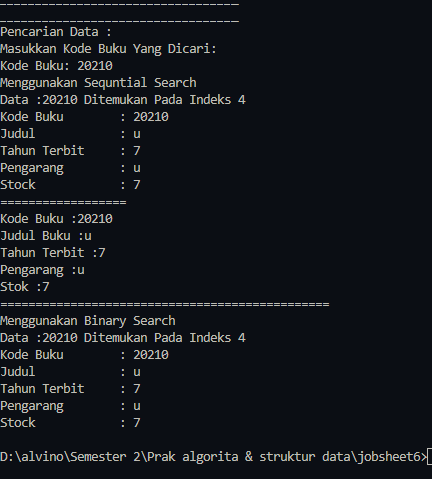 __________________________________
__________________________________
Pencarian Data :
Masukkan Kode Buku Yang Dicari:
Kode Buku: 20210
Menggunakan Sequntial Search
Data :20210 Ditemukan Pada Indeks 4
Kode Buku        : 20210
Judul            : u
Tahun Terbit     : 7
Pengarang        : u
Stock            : 7
==================
Kode Buku :20210
Judul Buku :u
Tahun Terbit :7
Pengarang :u
Stok :7
===============================================
Menggunakan Binary Search
Data :20210 Ditemukan Pada Indeks 4
Kode Buku        : 20210
Judul            : u
Tahun Terbit     : 7
Pengarang        : u
Stock            : 7
D:\alvino\Semester 2\Prak algorita & struktur data\jobsheet6>